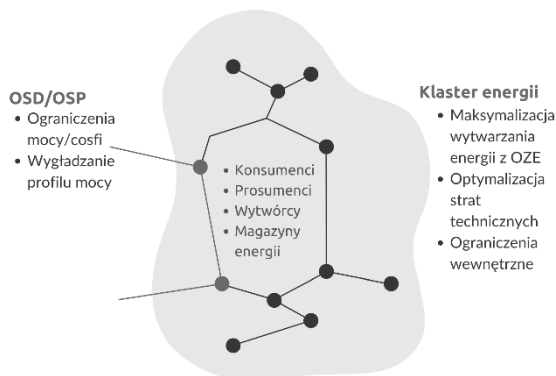 OSD/OSP
• Ograniczenia
mocy/cosfi
• Wygładzanie
profilu mocy
• Konsumenci
• Prosumenci
• Wytwórcy
• Magazyny
energii
Klaster energii
• Maksymalizacja
wytwarzania
energii z OZE
• Optymalizacja
strat
technicznych
• Ograniczenia
wewnętrzne